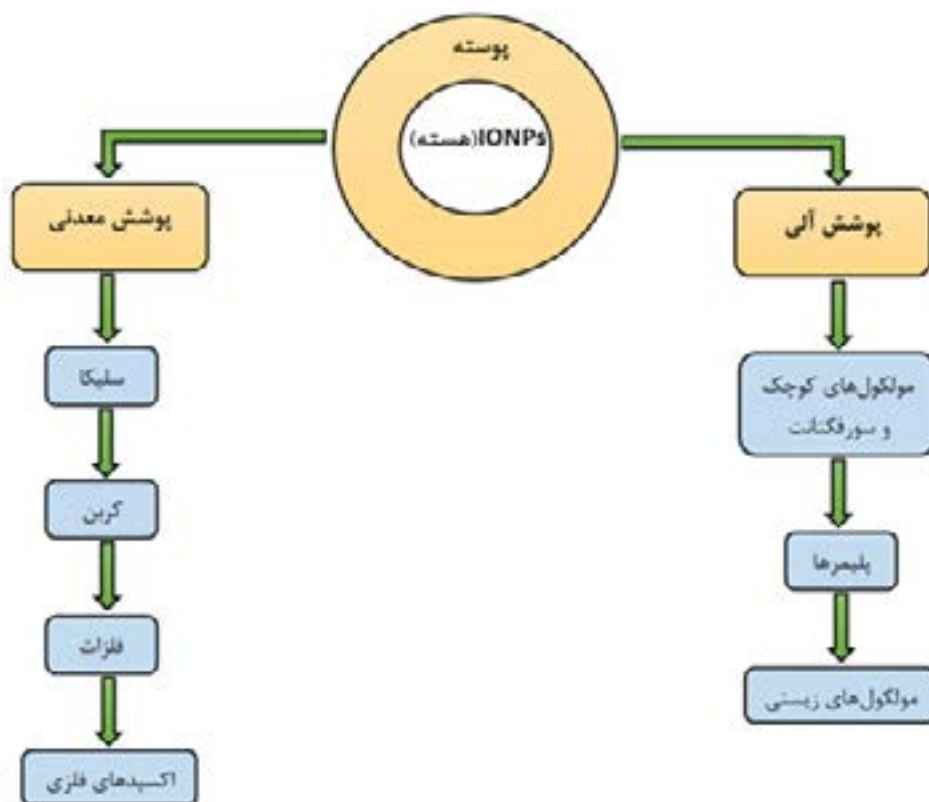 پوسته
IONPs(هسته)
پوشش آلی
مولکول‌های کوچک
و سورفکتانت
پلیمرها
مولکول‌های زیستی
پوشش معدنی
سلیکا
کربن
فلزات
اکسیدهای فلزی